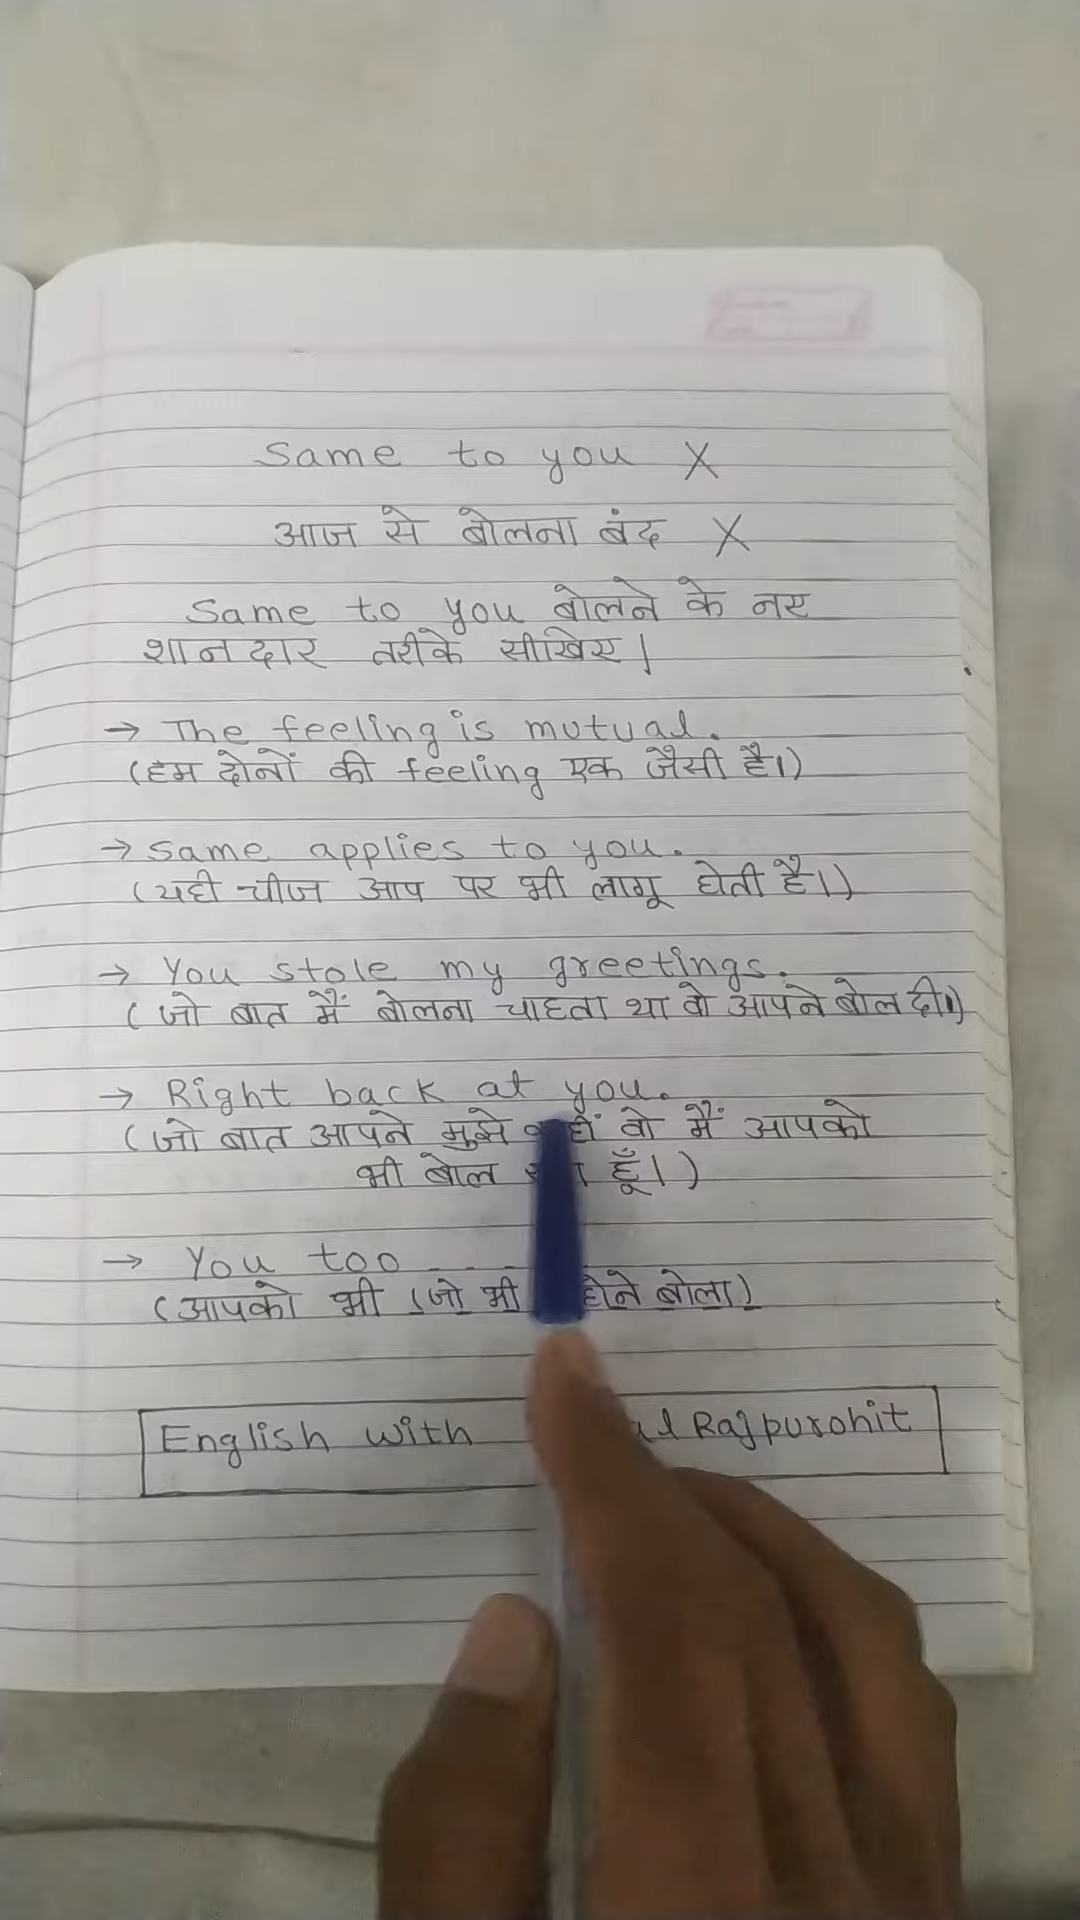 Same to you X
आज से बोलना बंद X
Same to you बोलने के नए
शानदार तरीके सीखिए।
→ The feeling is mutual.
(हम दोनों की feeling एक जैसी है।)
→ Same applies to you.
(यही चीज आप पर भी लागू होती है।)
→ You stole my greetings.
(जो बात मैं बोलना चाहता था वो आपने बोल दी।)
→ Right back at you.
(जो बात आपने मुझे वो मैं आपको
भी बोल हूँ।)
→ You too - - -
(आपको भी (जो भी बोला)
English with Rajpurohit